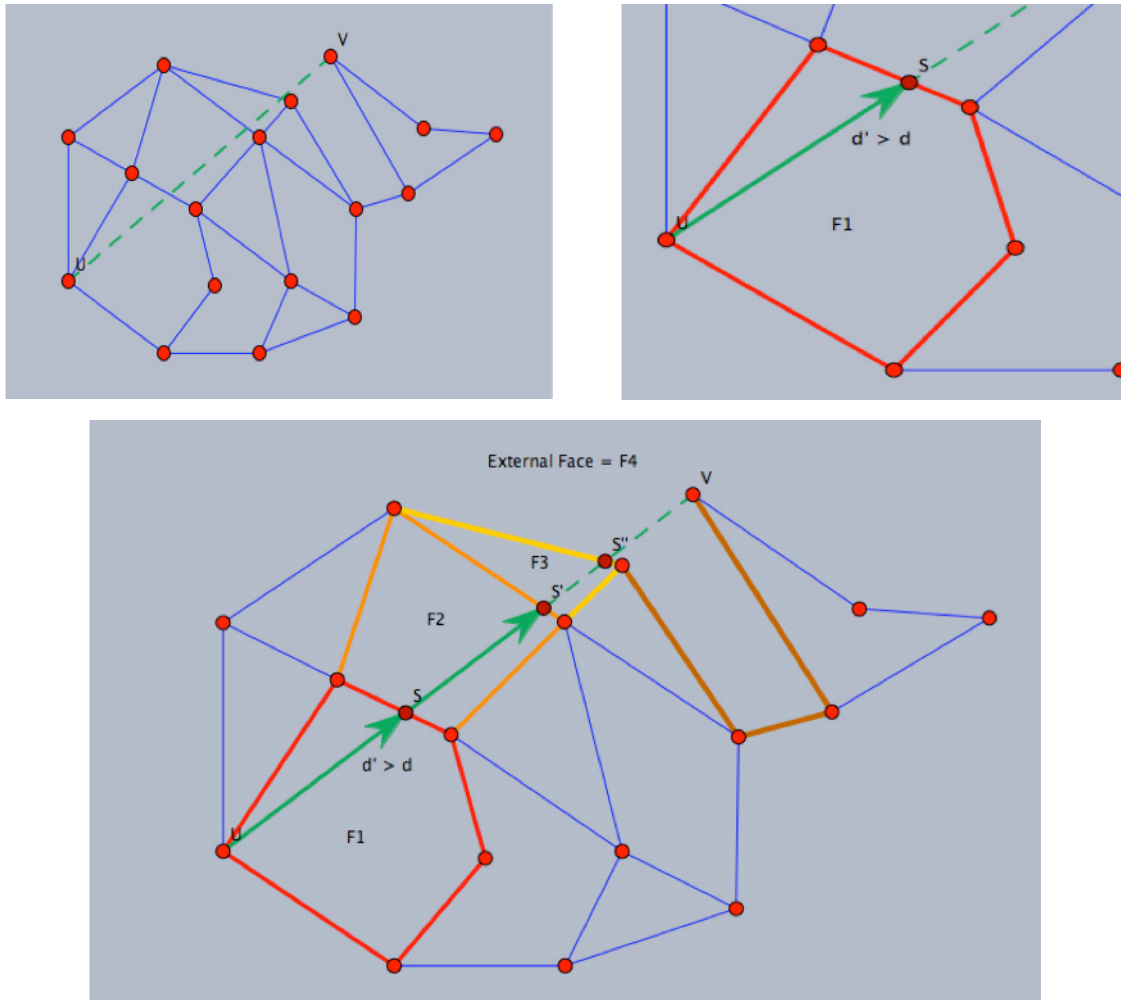 V
U
S
d' > d
U
F1
External Face = F4
V
S''
F3
S'
F2
S
d' > d
U
F1